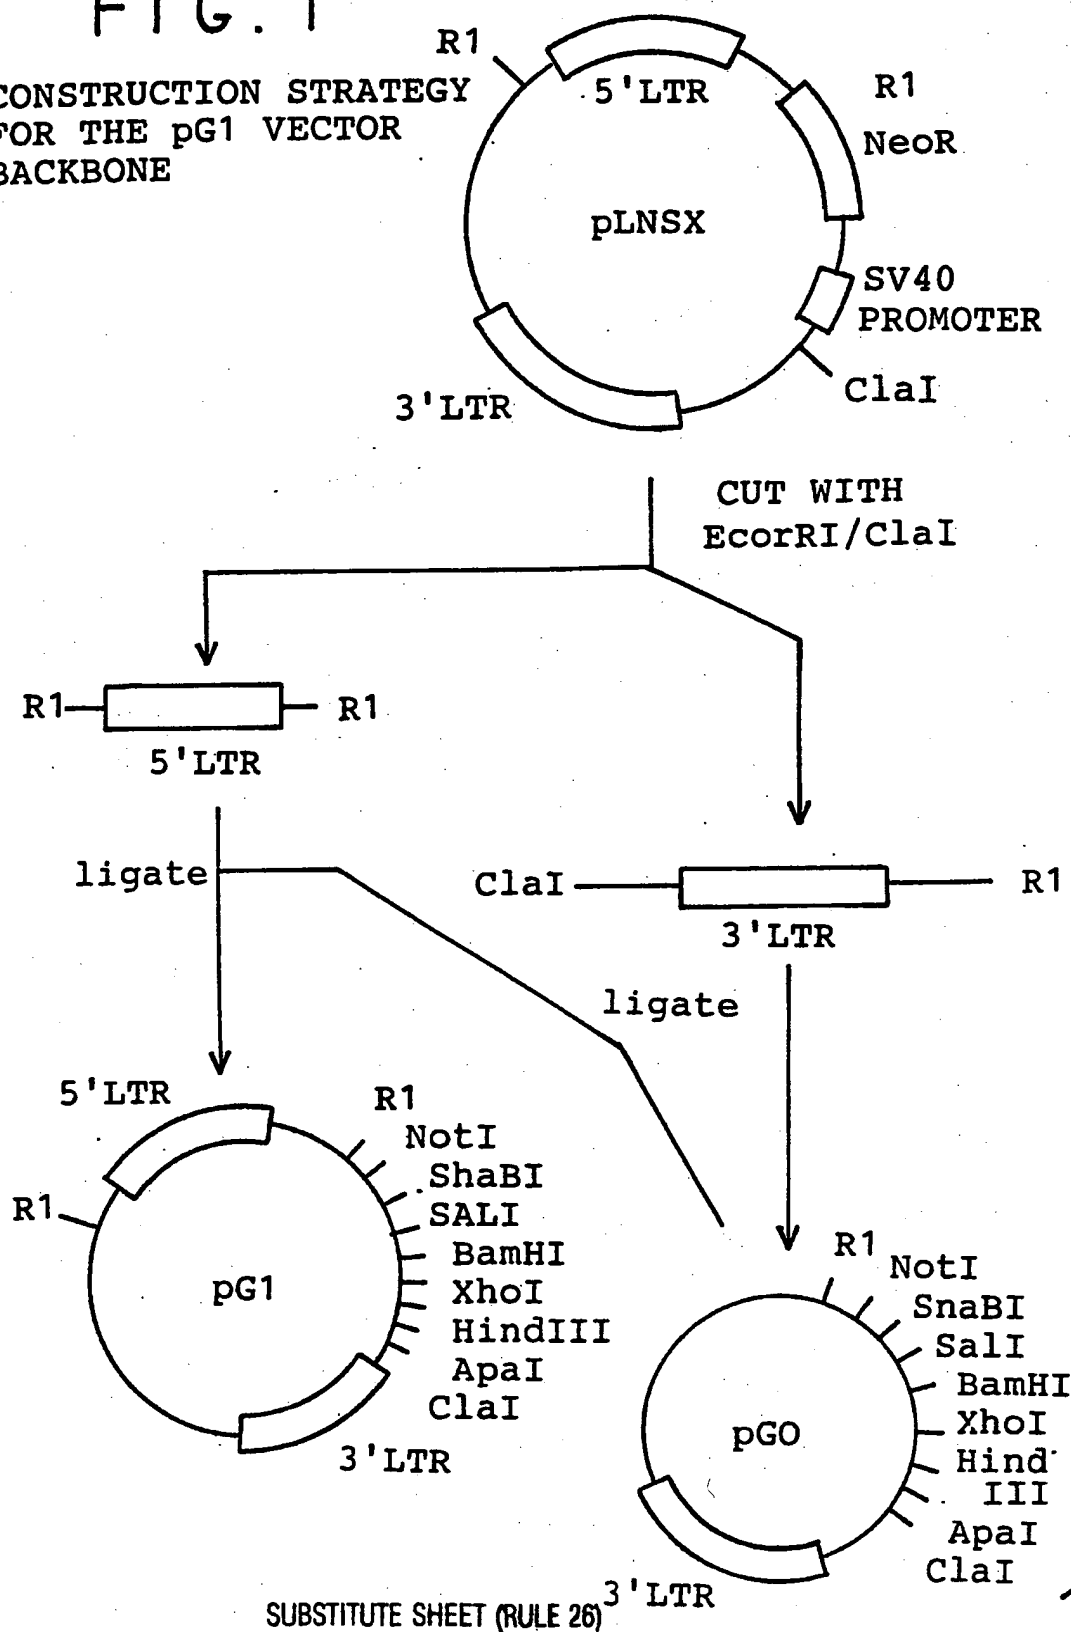 FIG. 1
CONSTRUCTION STRATEGY
FOR THE pG1 VECTOR
BACKBONE
R1
5'LTR
R1
NeoR
pLNSX
SV40
PROMOTER
ClaI
3'LTR
CUT WITH
EcorRI/ClaI
R1
R1
5'LTR
ligate
ClaI
R1
3'LTR
ligate
5'LTR
R1
NotI
ShaBI
SALI
BamHI
XhoI
HindIII
ApaI
ClaI
R1
pG1
3'LTR
R1
NotI
SnaBI
SalI
BamHI
XhoI
Hind
III
ApaI
ClaI
pGO
3'LTR
SUBSTITUTE SHEET (RULE 26)